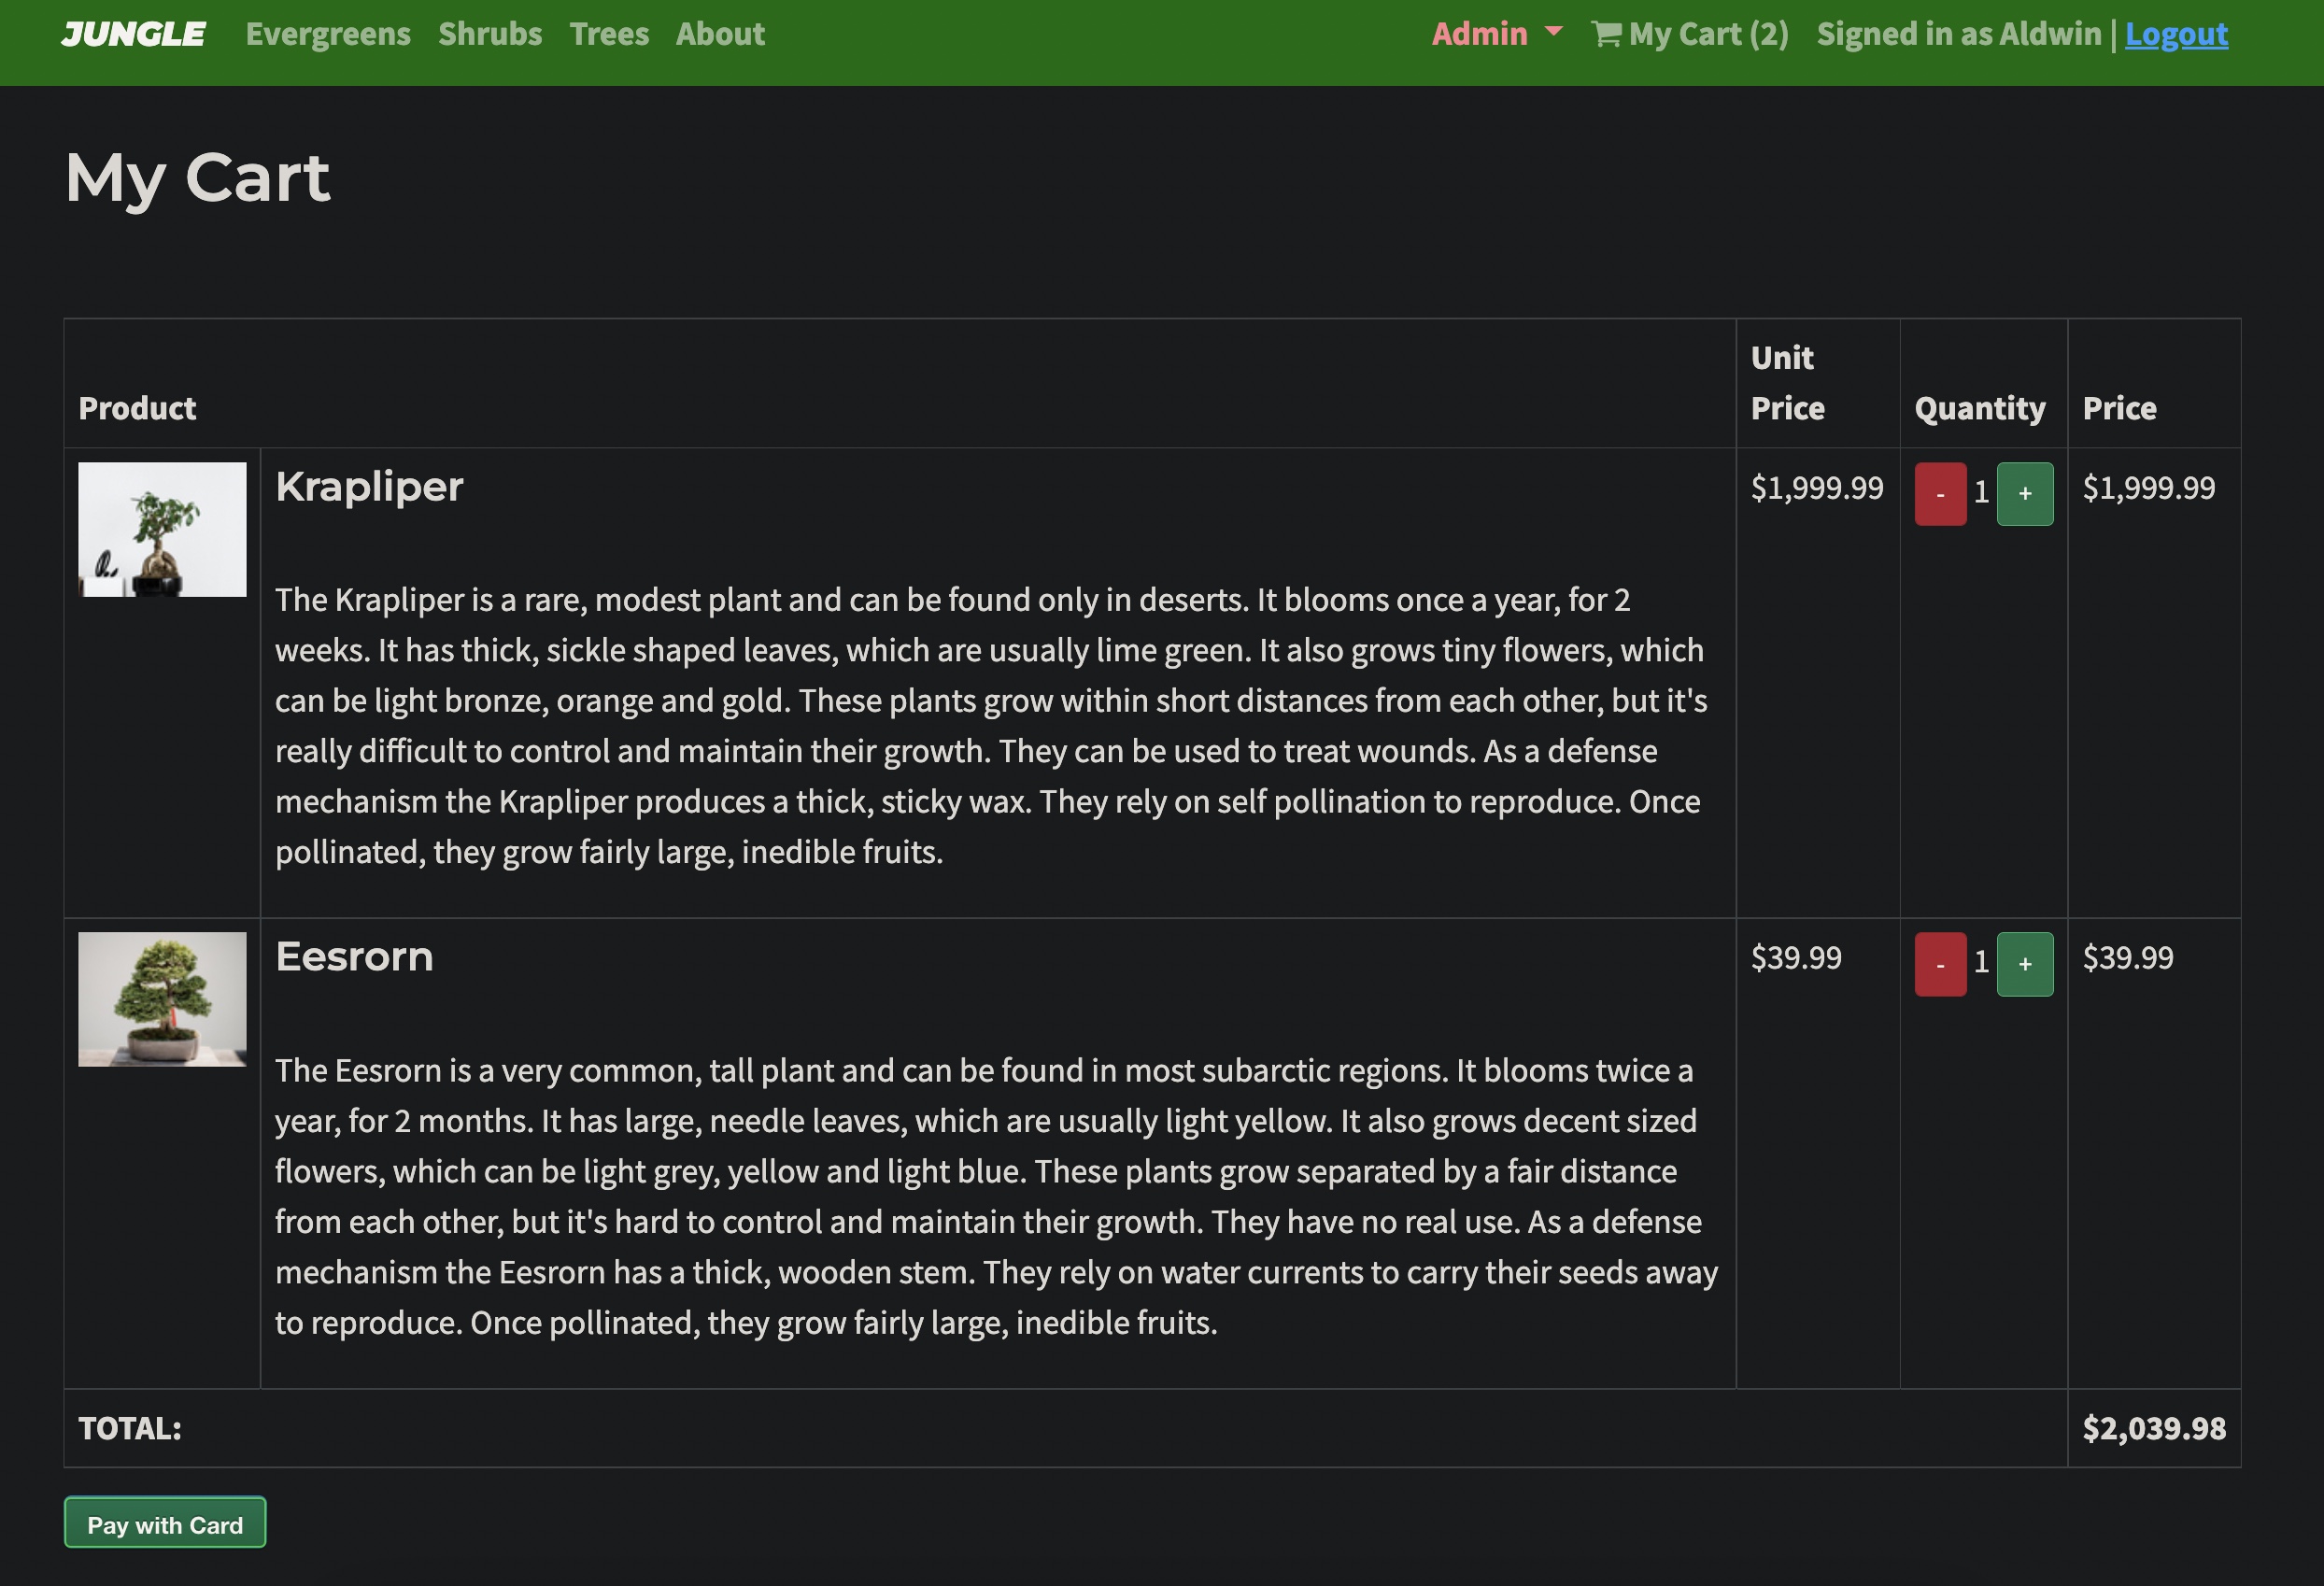 JUNGLE Evergreens Shrubs Trees About Admin My Cart (2) Signed in as Aldwin | Logout
My Cart
Product Unit Price Quantity Price
Krapliper $1,999.99 - 1 + $1,999.99
The Krapliper is a rare, modest plant and can be found only in deserts. It blooms once a year, for 2
weeks. It has thick, sickle shaped leaves, which are usually lime green. It also grows tiny flowers, which
can be light bronze, orange and gold. These plants grow within short distances from each other, but it's
really difficult to control and maintain their growth. They can be used to treat wounds. As a defense
mechanism the Krapliper produces a thick, sticky wax. They rely on self pollination to reproduce. Once
pollinated, they grow fairly large, inedible fruits.
Eesrorn $39.99 - 1 + $39.99
The Eesrorn is a very common, tall plant and can be found in most subarctic regions. It blooms twice a
year, for 2 months. It has large, needle leaves, which are usually light yellow. It also grows decent sized
flowers, which can be light grey, yellow and light blue. These plants grow separated by a fair distance
from each other, but it's hard to control and maintain their growth. They have no real use. As a defense
mechanism the Eesrorn has a thick, wooden stem. They rely on water currents to carry their seeds away
to reproduce. Once pollinated, they grow fairly large, inedible fruits.
TOTAL: $2,039.98
Pay with Card